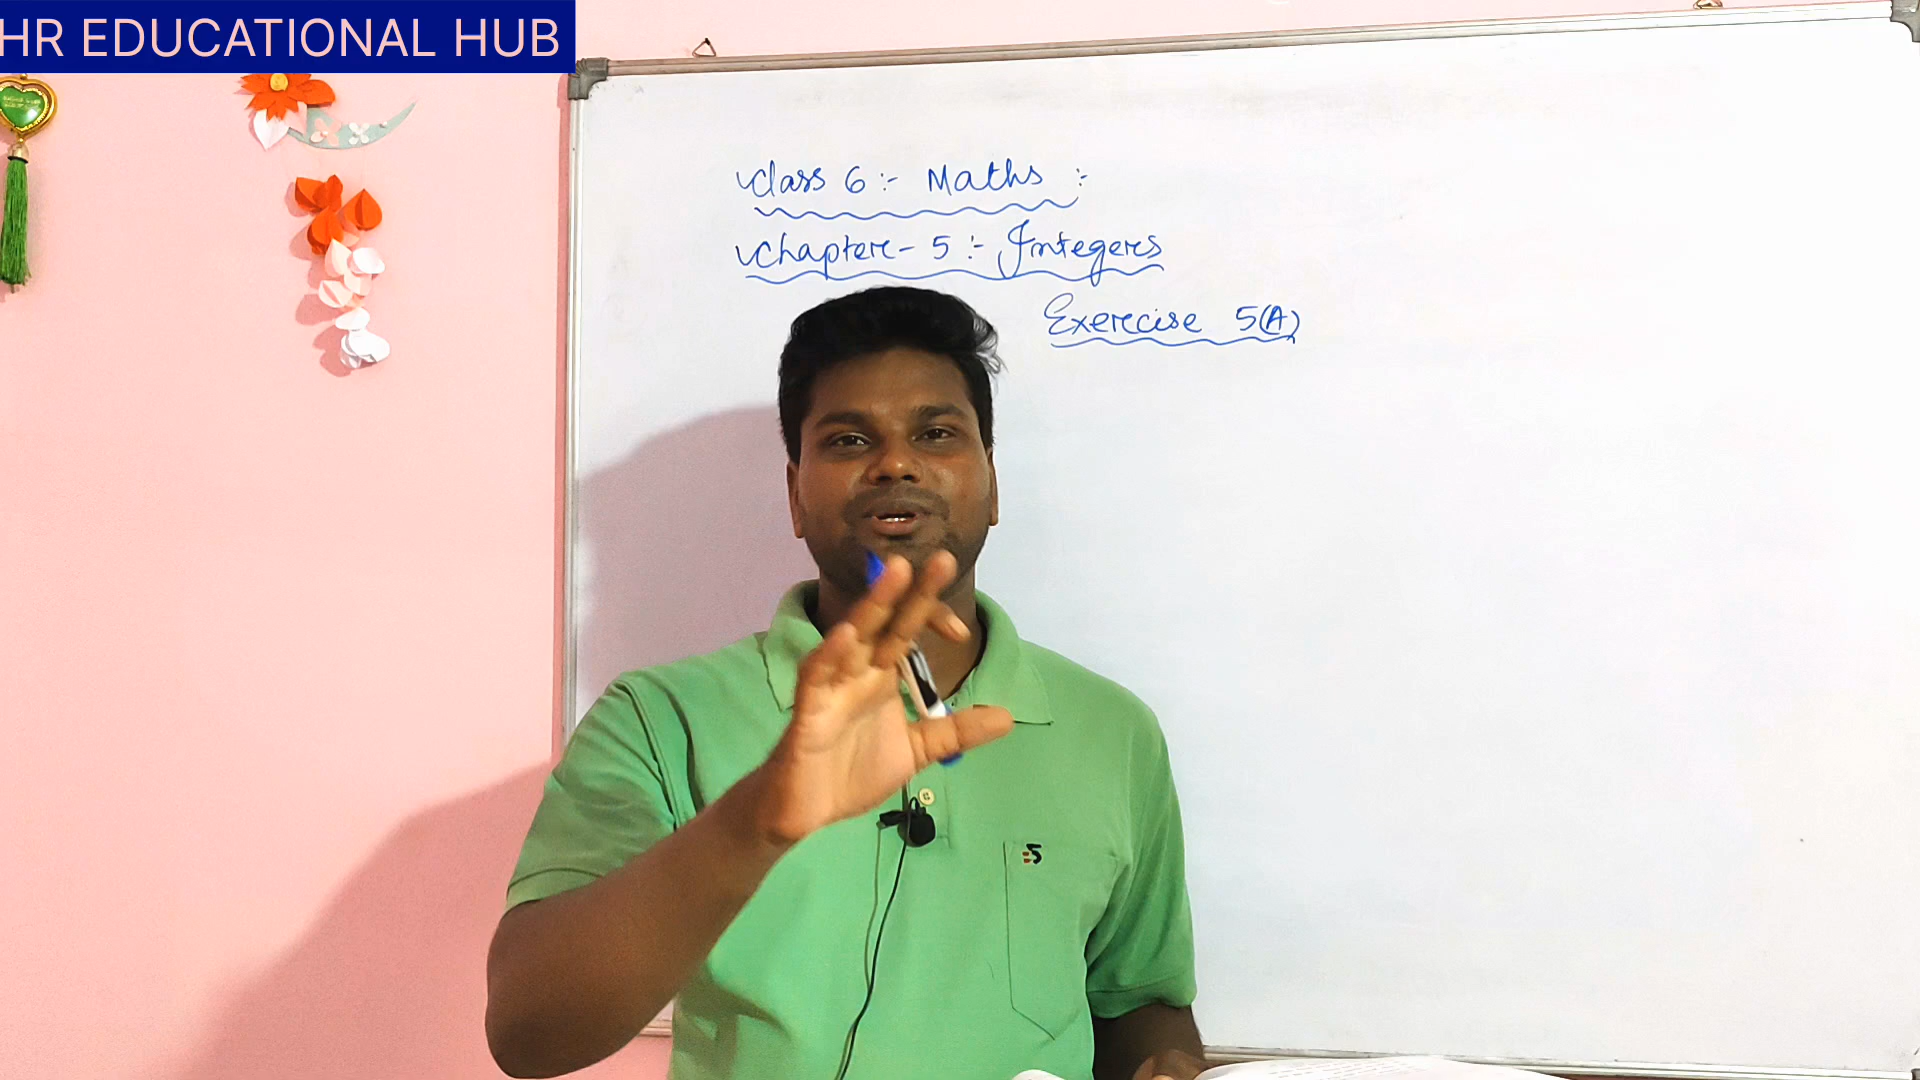 HR EDUCATIONAL HUB
Class 6 :- Maths :-
Chapter - 5 :- Integers
Exercise 5(A)